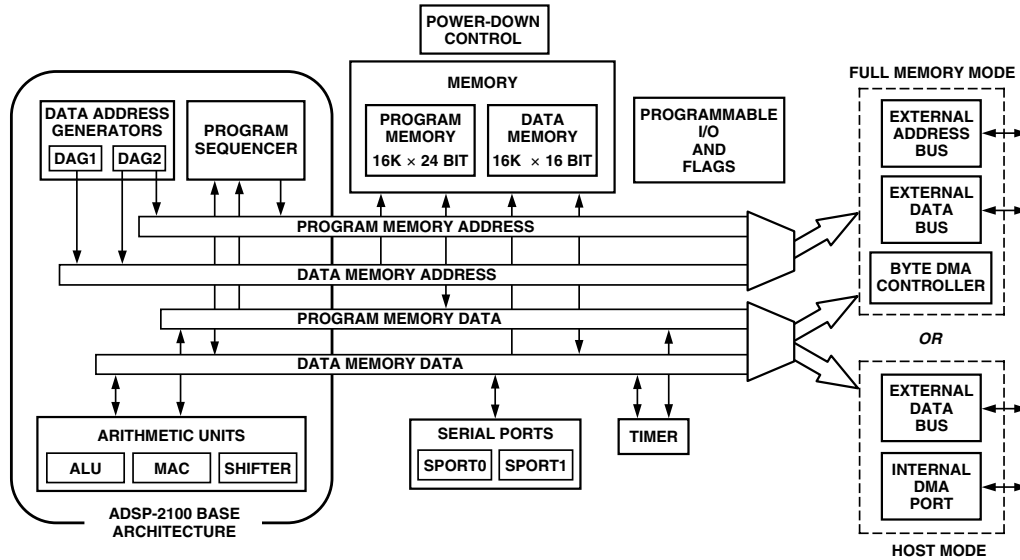 POWER-DOWN
CONTROL
MEMORY
PROGRAM
MEMORY
16K × 24 BIT
DATA
MEMORY
16K × 16 BIT
PROGRAMMABLE
I/O
AND
FLAGS
DATA ADDRESS
GENERATORS
DAG1
DAG2
PROGRAM
SEQUENCER
PROGRAM MEMORY ADDRESS
DATA MEMORY ADDRESS
PROGRAM MEMORY DATA
DATA MEMORY DATA
ARITHMETIC UNITS
ALU
MAC
SHIFTER
ADSP-2100 BASE
ARCHITECTURE
SERIAL PORTS
SPORT0
SPORT1
TIMER
FULL MEMORY MODE
EXTERNAL
ADDRESS
BUS
EXTERNAL
DATA
BUS
BYTE DMA
CONTROLLER
OR
EXTERNAL
DATA
BUS
INTERNAL
DMA
PORT
HOST MODE